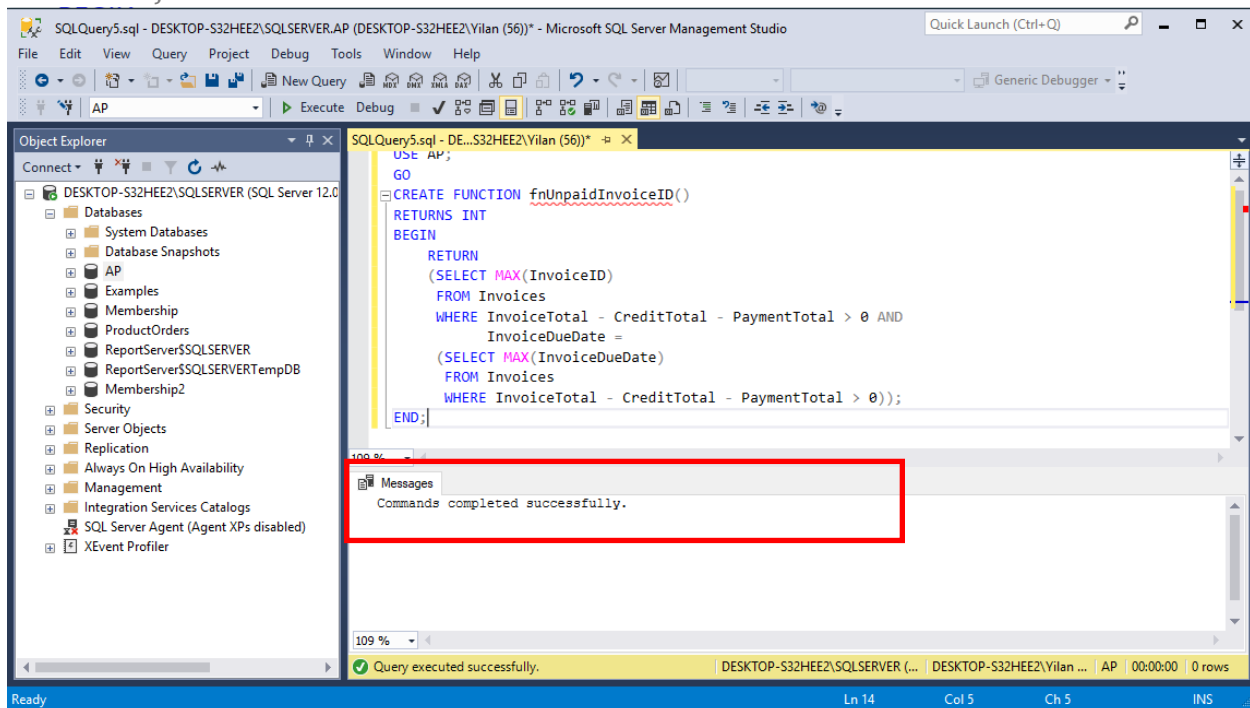 SQLQuery5.sql - DESKTOP-S32HEE2\SQLSERVER.AP (DESKTOP-S32HEE2\Yilan (56))* - Microsoft SQL Server Management Studio
Quick Launch (Ctrl+Q)
File Edit View Query Project Debug Tools Window Help
New Query MDX DMX XMLA DAX Generic Debugger
AP Execute Debug
Object Explorer
SQLQuery5.sql - DE...S32HEE2\Yilan (56))*
Connect
DESKTOP-S32HEE2\SQLSERVER (SQL Server 12.0
Databases
System Databases
Database Snapshots
AP
Examples
Membership
ProductOrders
ReportServer$SQLSERVER
ReportServer$SQLSERVERTempDB
Membership2
Security
Server Objects
Replication
Always On High Availability
Management
Integration Services Catalogs
SQL Server Agent (Agent XPs disabled)
XEvent Profiler
USE AP;
GO
CREATE FUNCTION fnUnpaidInvoiceID()
RETURNS INT
BEGIN
RETURN
(SELECT MAX(InvoiceID)
FROM Invoices
WHERE InvoiceTotal - CreditTotal - PaymentTotal > 0 AND
InvoiceDueDate =
(SELECT MAX(InvoiceDueDate)
FROM Invoices
WHERE InvoiceTotal - CreditTotal - PaymentTotal > 0));
END;
109 %
Messages
Commands completed successfully.
109 %
Query executed successfully.
DESKTOP-S32HEE2\SQLSERVER (... DESKTOP-S32HEE2\Yilan ... AP 00:00:00 0 rows
Ready Ln 14 Col 5 Ch 5 INS